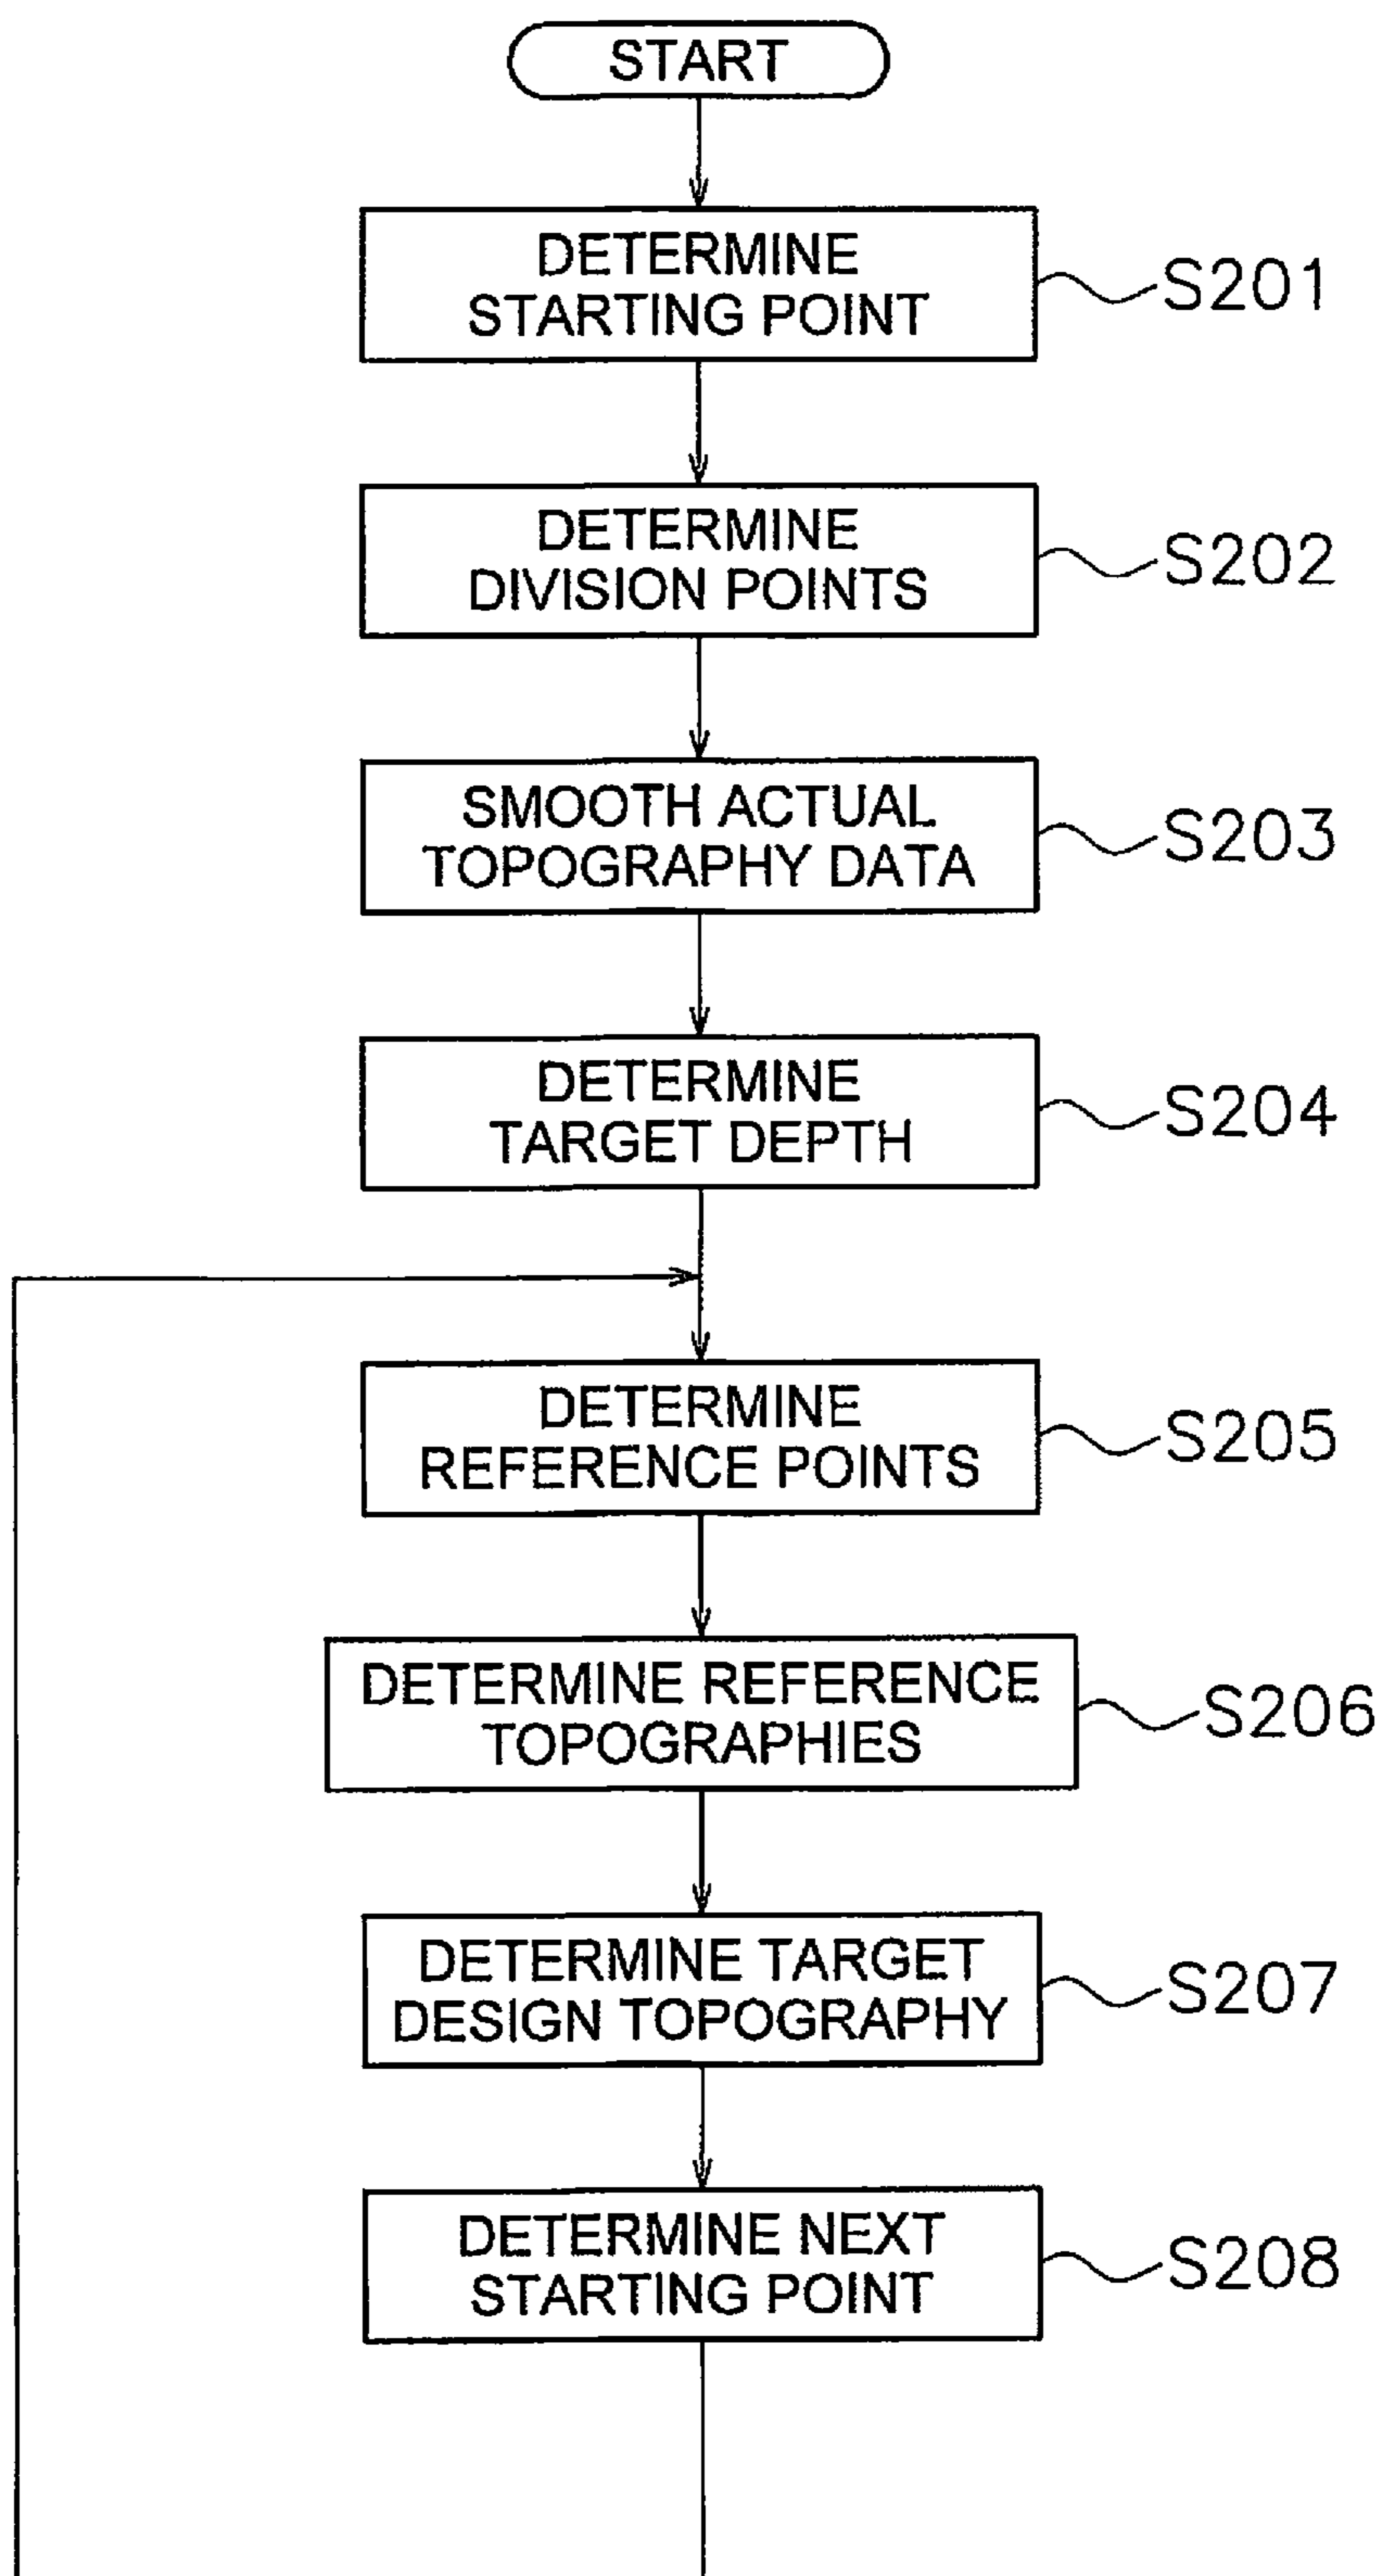 START
DETERMINE
STARTING POINT
S201
DETERMINE
DIVISION POINTS
S202
SMOOTH ACTUAL
TOPOGRAPHY DATA
S203
DETERMINE
TARGET DEPTH
S204
DETERMINE
REFERENCE POINTS
S205
DETERMINE REFERENCE
TOPOGRAPHIES
S206
DETERMINE TARGET
DESIGN TOPOGRAPHY
S207
DETERMINE NEXT
STARTING POINT
S208